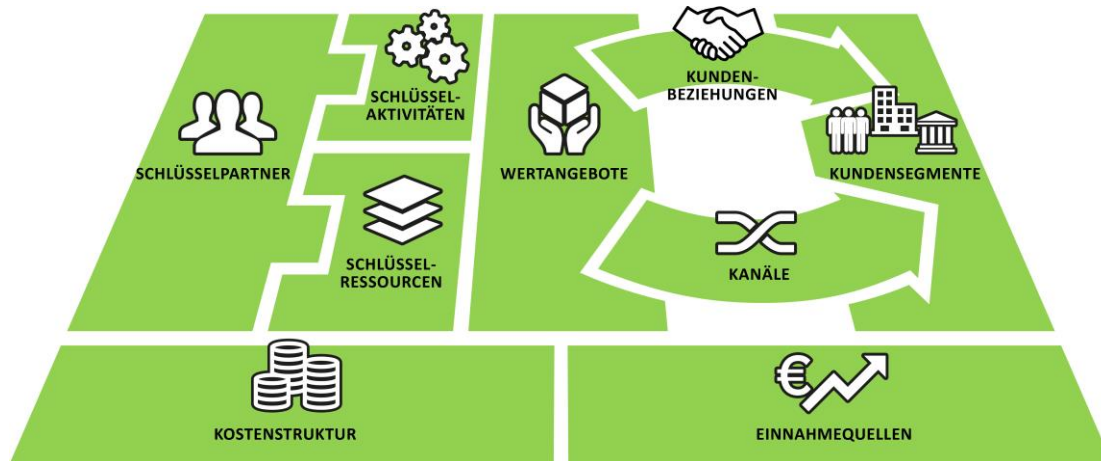 SCHLÜSSELPARTNER
SCHLÜSSEL-
AKTIVITÄTEN
SCHLÜSSEL-
RESSOURCEN
WERTANGEBOTE
KUNDEN-
BEZIEHUNGEN
KANÄLE
KUNDENSEGMENTE
KOSTENSTRUKTUR
€
EINNAHMEQUELLEN